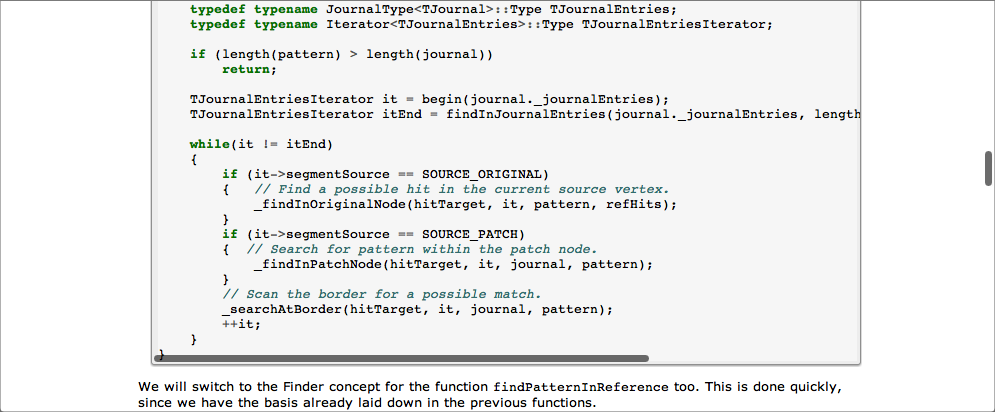 typedef typename JournalType<TJournal>::Type TJournalEntries;
typedef typename Iterator<TJournalEntries>::Type TJournalEntriesIterator;
if (length(pattern) > length(journal))
return;
TJournalEntriesIterator it = begin(journal._journalEntries);
TJournalEntriesIterator itEnd = findInJournalEntries(journal._journalEntries, length
while(it != itEnd)
{
if (it->segmentSource == SOURCE_ORIGINAL)
{ // Find a possible hit in the current source vertex.
_findInOriginalNode(hitTarget, it, pattern, refHits);
}
if (it->segmentSource == SOURCE_PATCH)
{ // Search for pattern within the patch node.
_findInPatchNode(hitTarget, it, journal, pattern);
}
// Scan the border for a possible match.
_searchAtBorder(hitTarget, it, journal, pattern);
++it;
}
}
We will switch to the Finder concept for the function findPatternInReference too. This is done quickly,
since we have the basis already laid down in the previous functions.